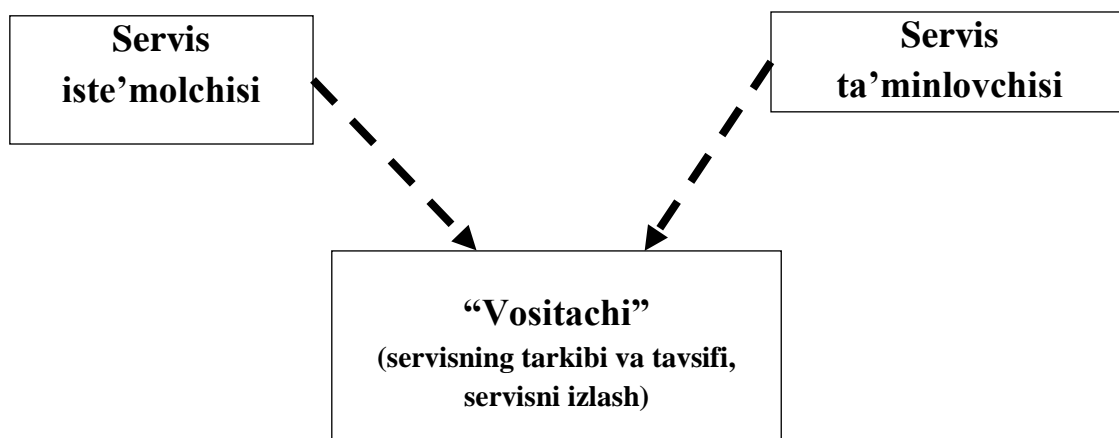 Servis
iste’molchisi
Servis
ta’minlovchisi
“Vositachi”
(servisning tarkibi va tavsifi,
servisni izlash)